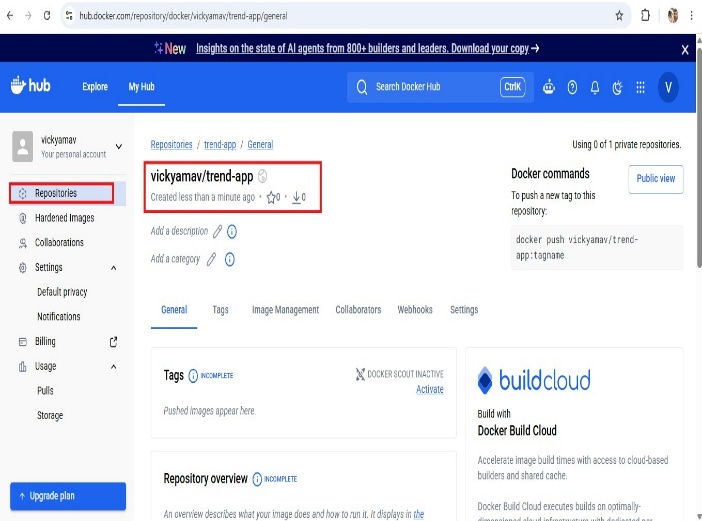 hub.docker.com/repository/docker/vickyamav/trend-app/general
New Insights on the state of AI agents from 800+ builders and leaders. Download your copy → X
hub Explore My Hub Search Docker Hub CtrlK V
vickyamav
Your personal account
Repositories
Hardened Images
Collaborations
Settings
Default privacy
Notifications
Billing
Usage
Pulls
Storage
Upgrade plan
Repositories / trend-app / General
Using 0 of 1 private repositories.
vickyamav/trend-app
Created less than a minute ago · 0 · 0
Add a description
Add a category
Docker commands
Public view
To push a new tag to this
repository:
docker push vickyamav/trend-
app:tagname
General Tags Image Management Collaborators Webhooks Settings
Tags INCOMPLETE
DOCKER SCOUT INACTIVE
Activate
Pushed images appear here.
Repository overview INCOMPLETE
An overview describes what your image does and how to run it. It displays in the
buildcloud
Build with
Docker Build Cloud
Accelerate image build times with access to cloud-based
builders and shared cache.
Docker Build Cloud executes builds on optimally-
dimensioned cloud infrastructure with dedicated per-